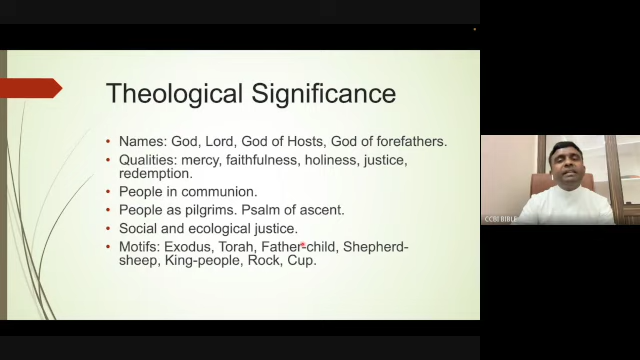 Theological Significance
• Names: God, Lord, God of Hosts, God of forefathers.
• Qualities: mercy, faithfulness, holiness, justice,
redemption.
• People in communion.
• People as pilgrims. Psalm of ascent.
• Social and ecological justice.
• Motifs: Exodus, Torah, Father-child, Shepherd-
sheep, King-people, Rock, Cup.
CCBI BIBLE